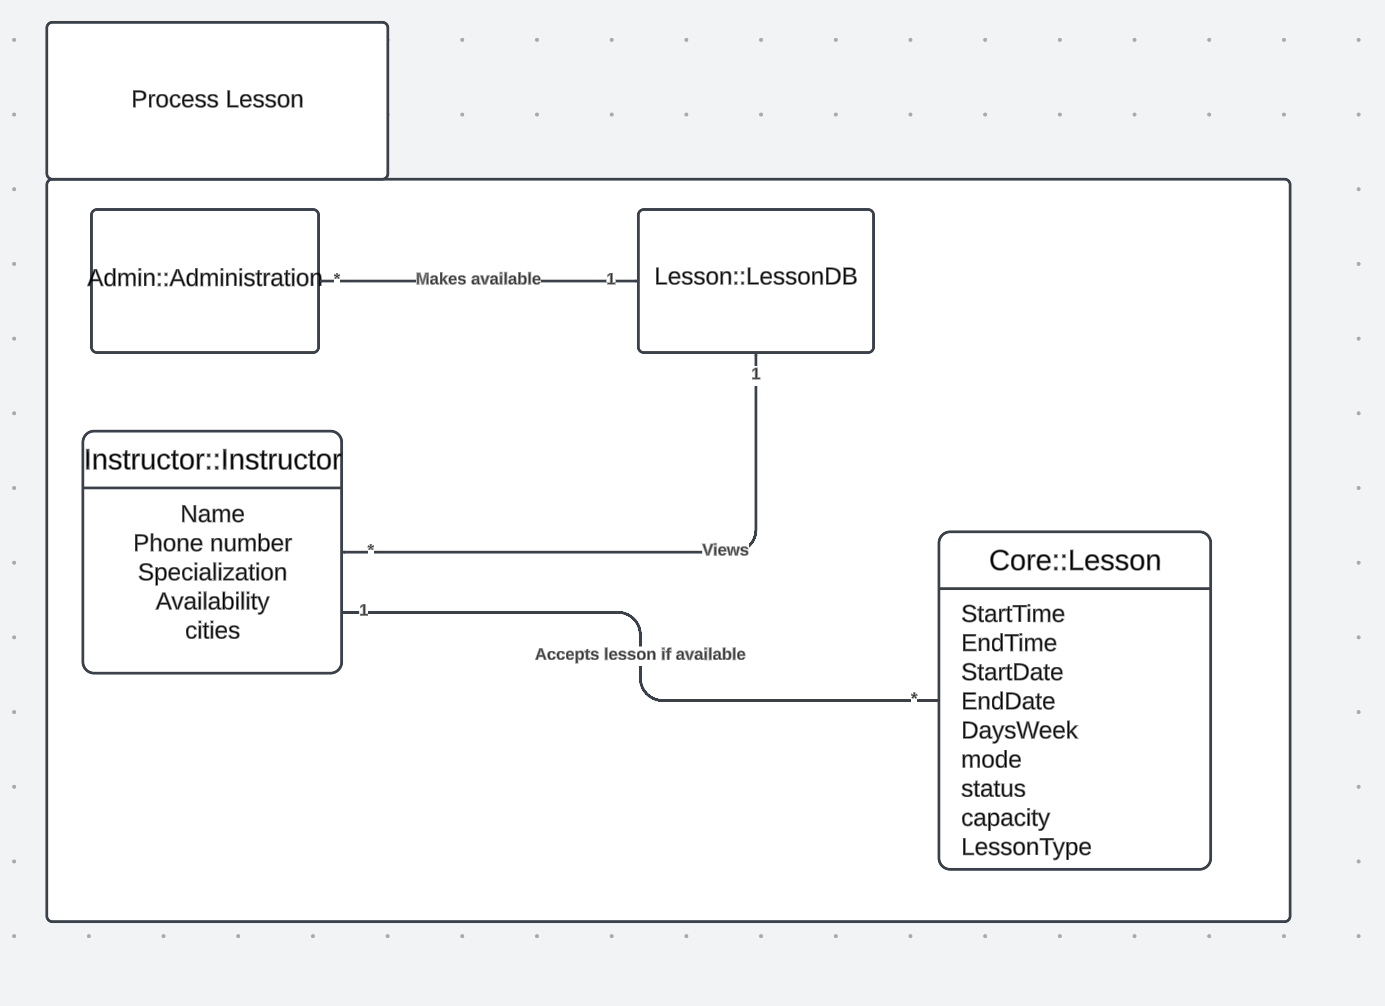 Process Lesson
Admin::Administration
*
Makes available
1
Lesson::LessonDB
1
Instructor::Instructor
Name
Phone number
Specialization
Availability
cities
*
Views
1
Accepts lesson if available
*
Core::Lesson
StartTime
EndTime
StartDate
EndDate
DaysWeek
mode
status
capacity
LessonType